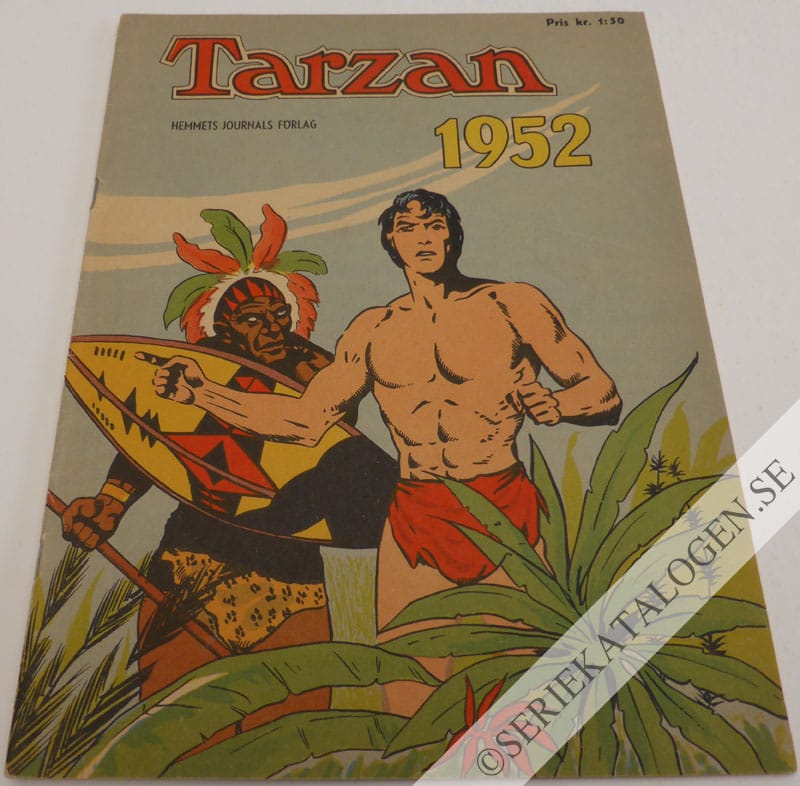 Pris kr. 1:50
Tarzan
HEMMETS JOURNALS FÖRLAG
1952
©SERIEKATALOGEN.SE